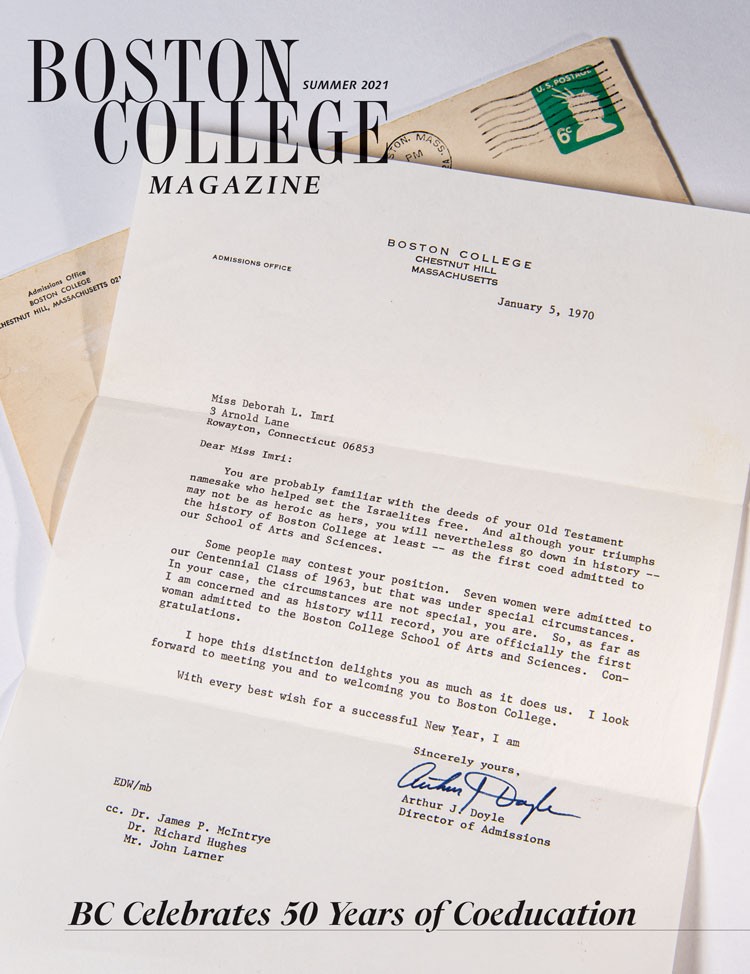 BOSTON
COLLEGE
SUMMER 2021
MAGAZINE
U.S. POSTAGE
6c
MASS.
PM
Admissions Office
BOSTON COLLEGE
CHESTNUT HILL, MASSACHUSETTS
ADMISSIONS OFFICE
BOSTON COLLEGE
CHESTNUT HILL
MASSACHUSETTS
January 5, 1970
Miss Deborah L. Imri
3 Arnold Lane
Rowayton, Connecticut 06853
Dear Miss Imri:
You are probably familiar with the deeds of your Old Testament
namesake who helped set the Israelites free. And although your triumphs
may not be as heroic as hers, you will nevertheless go down in history --
the history of Boston College at least -- as the first coed admitted to
our School of Arts and Sciences.
Some people may contest your position. Seven women were admitted to
our Centennial Class of 1963, but that was under special circumstances.
In your case, the circumstances are not special, you are. So, as far as
I am concerned and as history will record, you are officially the first
woman admitted to the Boston College School of Arts and Sciences. Con-
gratulations.
I hope this distinction delights you as much as it does us. I look
forward to meeting you and to welcoming you to Boston College.
With every best wish for a successful New Year, I am
Sincerely yours,
Arthur J Doyle
Arthur J. Doyle
Director of Admissions
EDW/mb
cc. Dr. James P. McIntrye
Dr. Richard Hughes
Mr. John Larner
BC Celebrates 50 Years of Coeducation